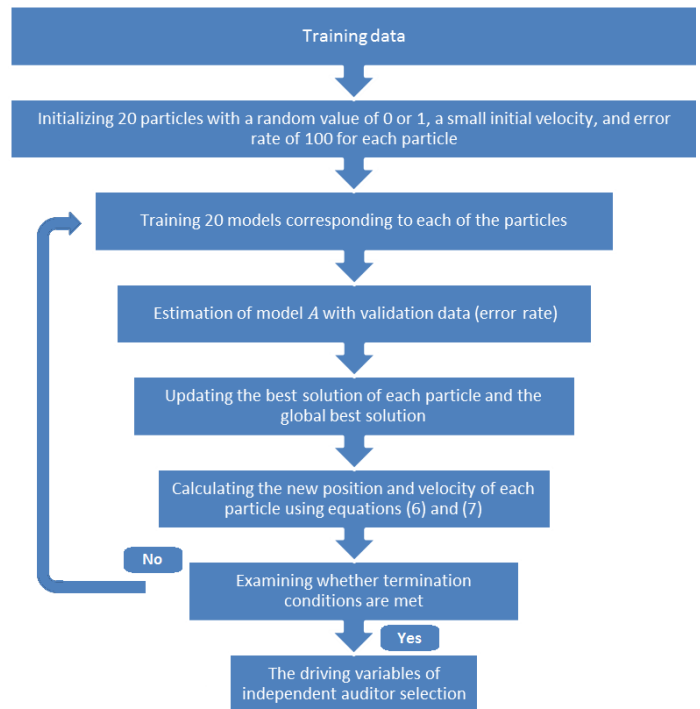 Training data
Initializing 20 particles with a random value of 0 or 1, a small initial velocity, and error
rate of 100 for each particle
Training 20 models corresponding to each of the particles
Estimation of model A with validation data (error rate)
Updating the best solution of each particle and the
global best solution
Calculating the new position and velocity of each
particle using equations (6) and (7)
No
Examining whether termination
conditions are met
Yes
The driving variables of
independent auditor selection